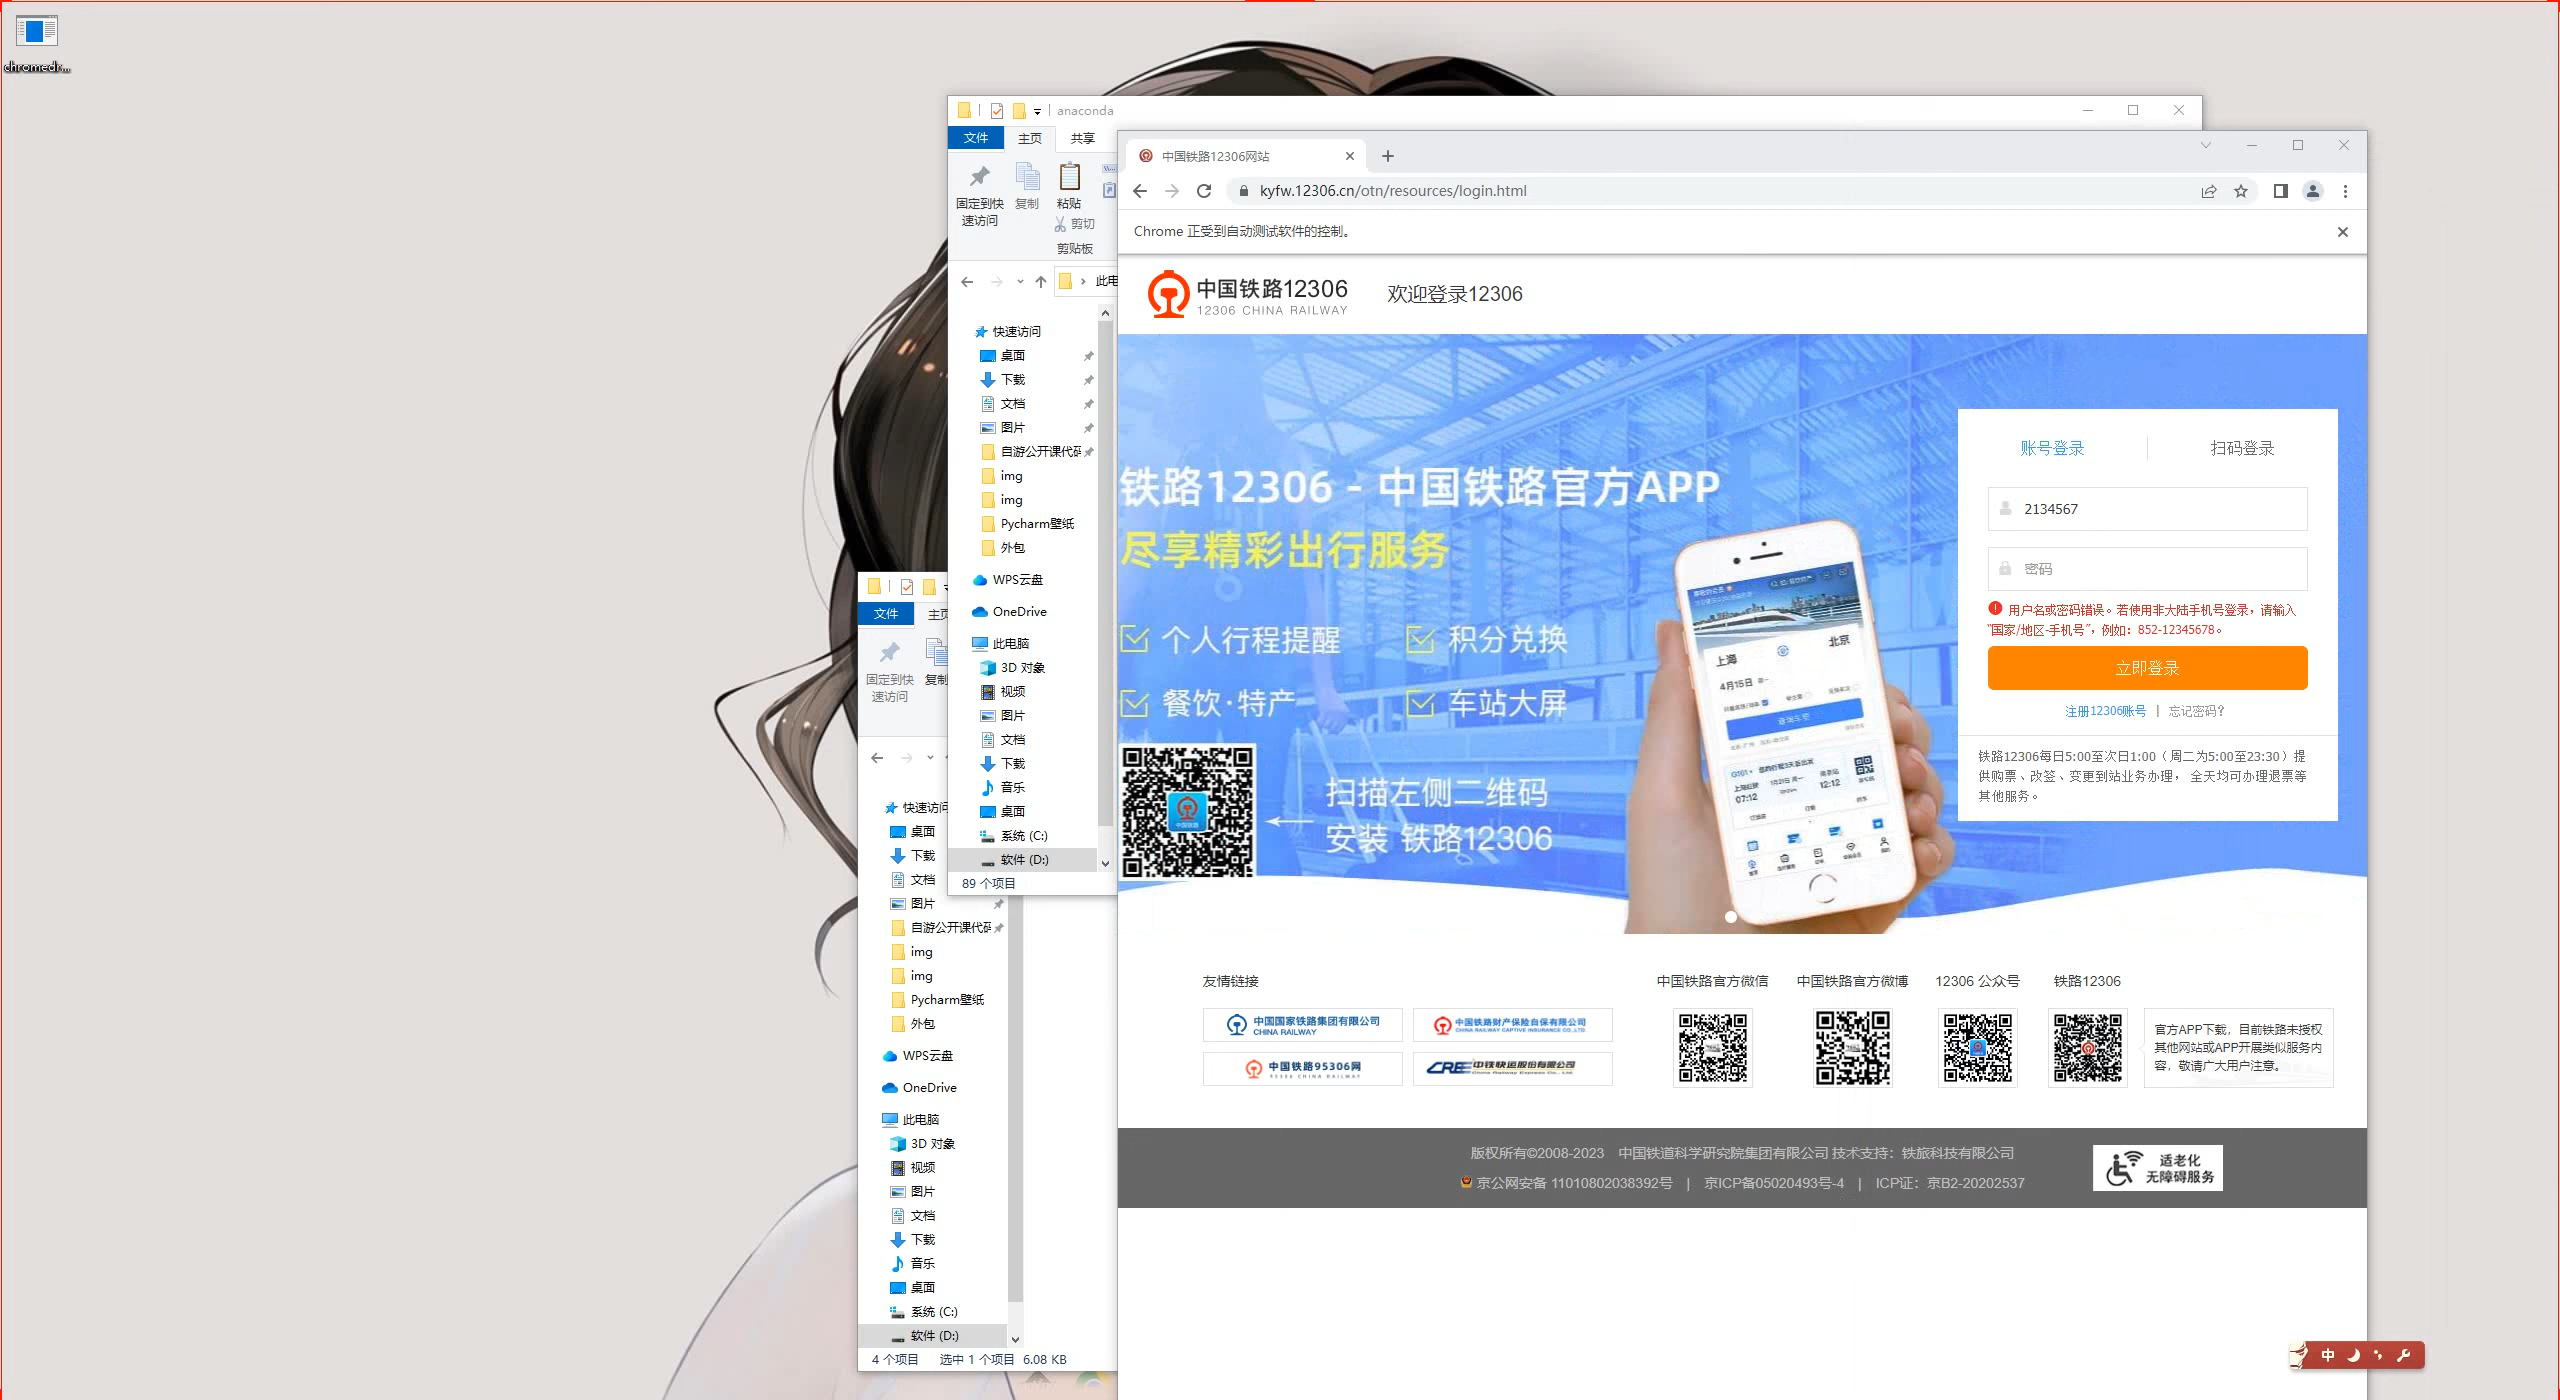 chromedr...
anaconda
文件
主页
共享
固定到快
速访问
复制
粘贴
剪切
剪贴板
此电
快速访问
桌面
下载
文档
图片
自游公开课代码
img
img
Pycharm壁纸
外包
WPS云盘
OneDrive
此电脑
3D 对象
视频
图片
文档
下载
音乐
桌面
系统 (C:)
软件 (D:)
89 个项目
文件
主页
固定到快
速访问
复制
快速访问
桌面
下载
文档
图片
自游公开课代码
img
img
Pycharm壁纸
外包
WPS云盘
OneDrive
此电脑
3D 对象
视频
图片
文档
下载
音乐
桌面
系统 (C:)
软件 (D:)
4 个项目 选中 1 个项目 6.08 KB
中国铁路12306网站
kyfw.12306.cn/otn/resources/login.html
Chrome 正受到自动测试软件的控制。
中国铁路12306
12306 CHINA RAILWAY
欢迎登录12306
铁路12306 - 中国铁路官方APP
尽享精彩出行服务
个人行程提醒
积分兑换
餐饮·特产
车站大屏
扫描左侧二维码
安装 铁路12306
上海
北京
4月15日
07:12
12:12
账号登录
扫码登录
2134567
密码
用户名或密码错误。若使用非大陆手机号登录，请输入
“国家/地区-手机号”，例如：852-12345678。
立即登录
注册12306账号 | 忘记密码？
铁路12306每日5:00至次日1:00（周二为5:00至23:30）提
供购票、改签、变更到站业务办理， 全天均可办理退票等
其他服务。
友情链接
中国国家铁路集团有限公司
CHINA RAILWAY
中国铁路财产保险自保有限公司
CHINA RAILWAY CAPTIVE INSURANCE CO.,LTD.
中国铁路95306网
95306 CHINA RAILWAY
CREC中铁快运股份有限公司
China Railway Express Co., Ltd.
中国铁路官方微信
中国铁路官方微博
12306 公众号
铁路12306
官方APP下载，目前铁路未授权
其他网站或APP开展类似服务内
容，敬请广大用户注意。
版权所有©2008-2023 中国铁道科学研究院集团有限公司 技术支持：铁旅科技有限公司
京公网安备 11010802038392号 | 京ICP备05020493号-4 | ICP证：京B2-20202537
适老化
无障碍服务
中